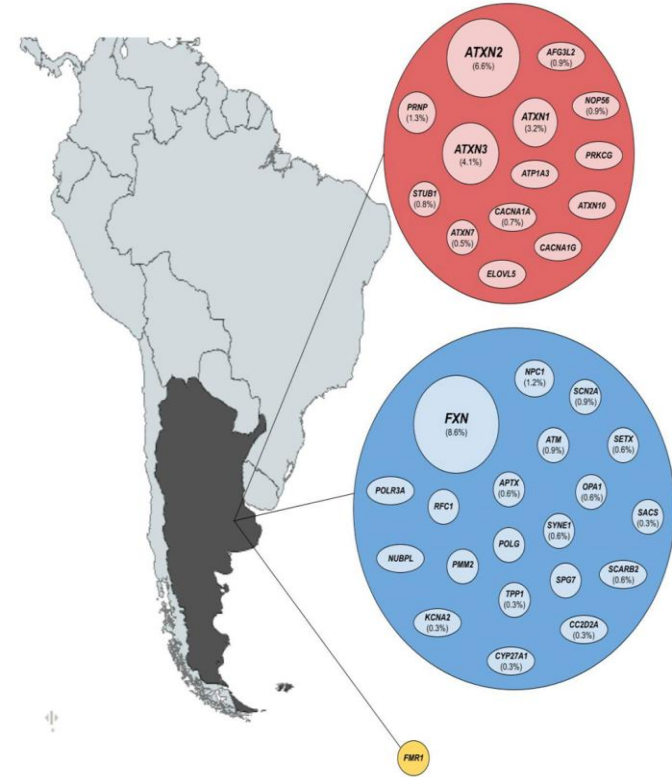 ATXN2
(6.6%)
AFG3L2
(0.9%)
PRNP
(1.3%)
NOP56
(0.9%)
ATXN1
(3.2%)
ATXN3
(4.1%)
PRKCG
ATP1A3
STUB1
(0.8%)
ATXN10
CACNA1A
(0.7%)
ATXN7
(0.5%)
CACNA1G
ELOVL5
NPC1
(1.2%)
SCN2A
(0.9%)
FXN
(8.6%)
ATM
(0.9%)
SETX
(0.6%)
POLR3A
APTX
(0.6%)
OPA1
(0.6%)
RFC1
SACS
(0.3%)
SYNE1
(0.6%)
POLG
NUBPL
PMM2
SCARB2
(0.6%)
SPG7
TPP1
(0.3%)
KCNA2
(0.3%)
CC2D2A
(0.3%)
CYP27A1
(0.3%)
FMR1